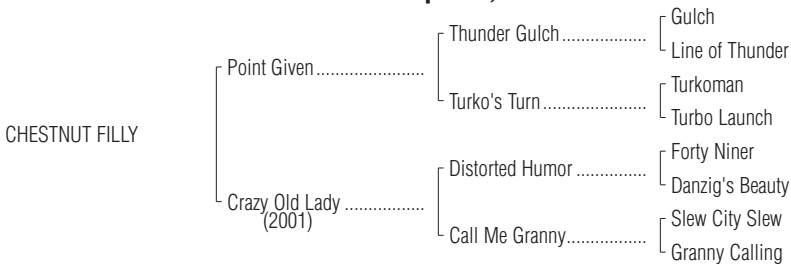 Gulch
Thunder Gulch..................
Line of Thunder
Point Given.......................
Turkoman
Turko's Turn......................
Turbo Launch
CHESTNUT FILLY
Forty Niner
Distorted Humor ...............
Danzig's Beauty
Crazy Old Lady .................
(2001)
Slew City Slew
Call Me Granny.................
Granny Calling